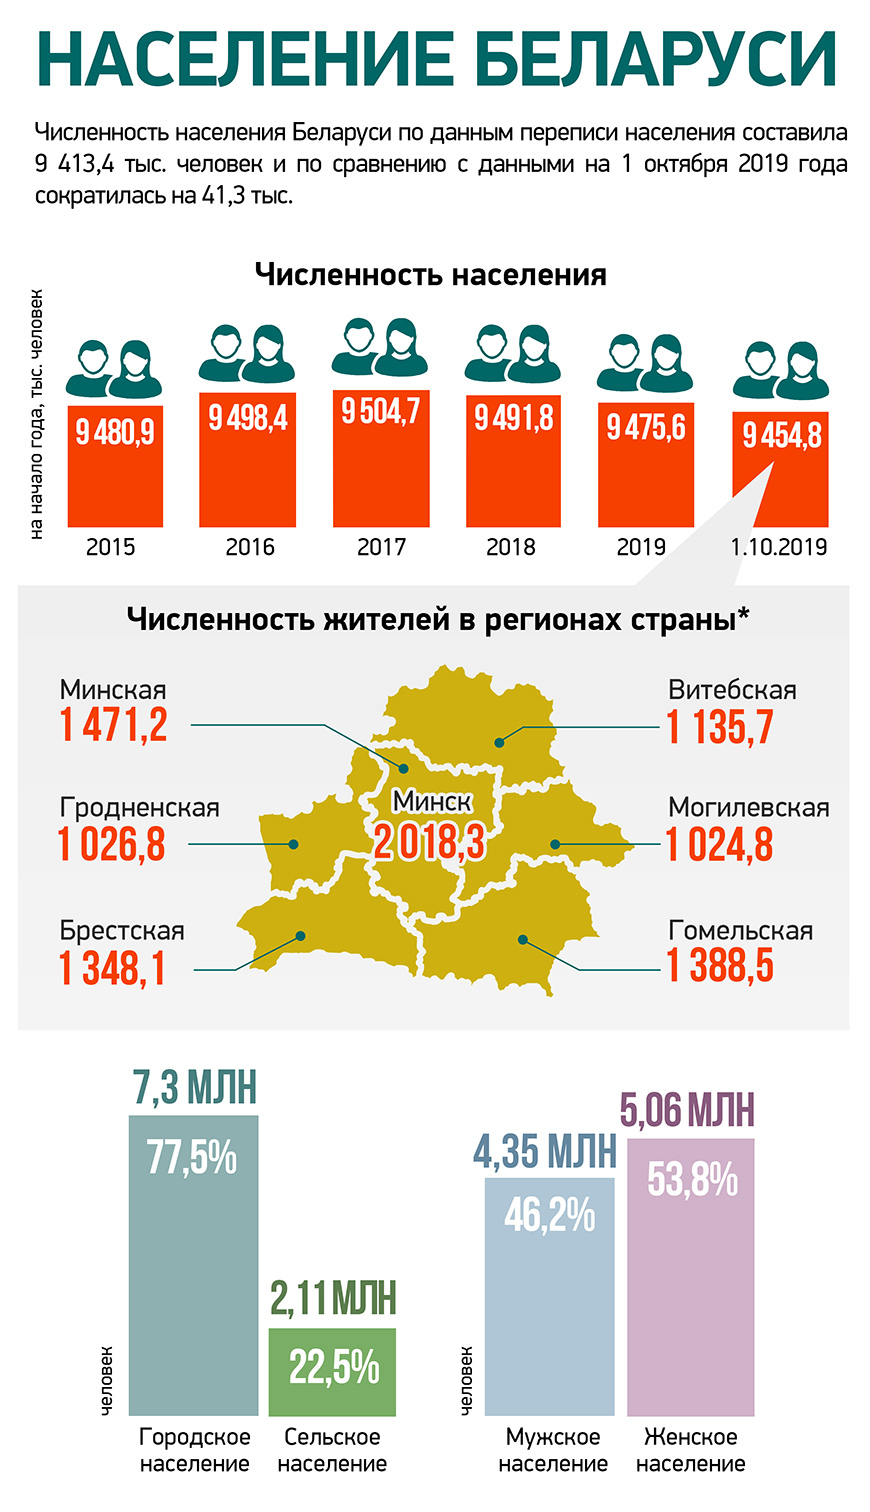 НАСЕЛЕНИЕ БЕЛАРУСИ
Численность населения Беларуси по данным переписи населения составила
9 413,4 тыс. человек и по сравнению с данными на 1 октября 2019 года
сократилась на 41,3 тыс.
Численность населения
на начало года, тыс. человек
9 480,9
9 498,4
9 504,7
9 491,8
9 475,6
9 454,8
2015
2016
2017
2018
2019
1.10.2019
Численность жителей в регионах страны*
Минская
1 471,2
Витебская
1 135,7
Минск
2 018,3
Гродненская
1 026,8
Могилевская
1 024,8
Брестская
1 348,1
Гомельская
1 388,5
7,3 МЛН
77,5%
2,11 МЛН
22,5%
человек
Городское
население
Сельское
население
4,35 МЛН
46,2%
5,06 МЛН
53,8%
человек
Мужское
население
Женское
население